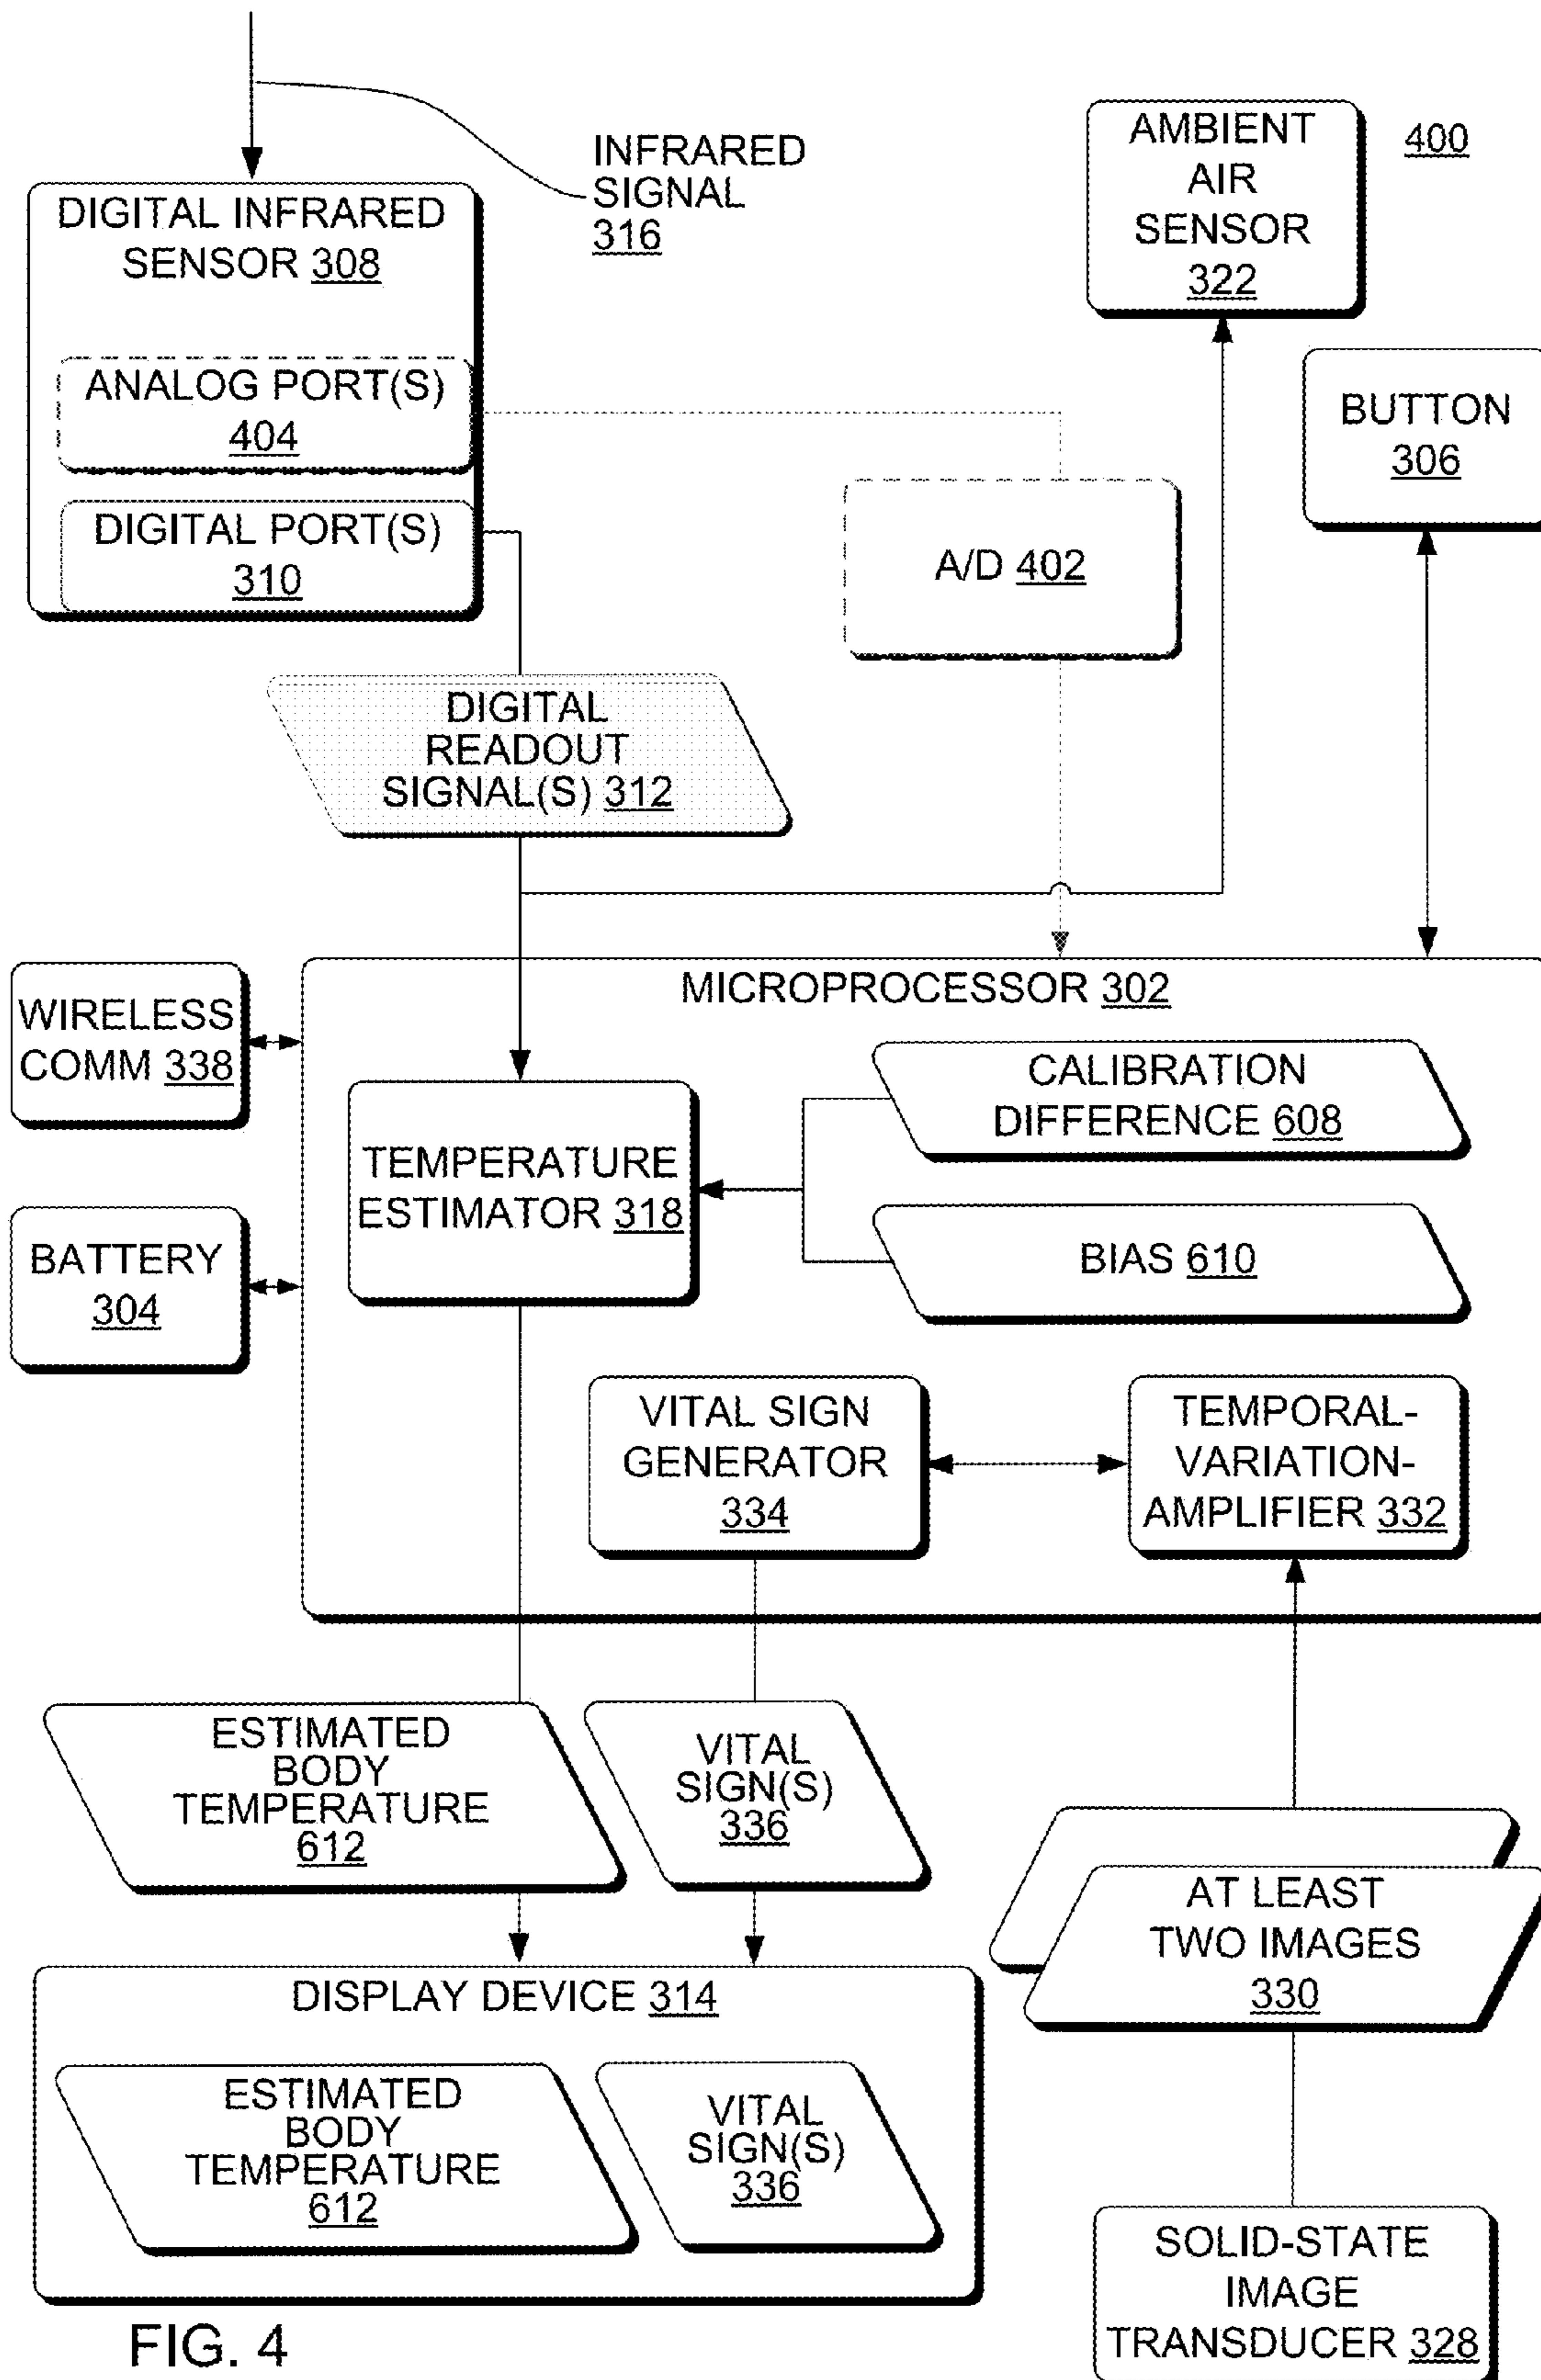 INFRARED
SIGNAL
316
AMBIENT
AIR
SENSOR
322
400
DIGITAL INFRARED
SENSOR 308
ANALOG PORT(S)
404
DIGITAL PORT(S)
310
BUTTON
306
A/D 402
DIGITAL
READOUT
SIGNAL(S) 312
WIRELESS
COMM 338
BATTERY
304
MICROPROCESSOR 302
CALIBRATION
DIFFERENCE 608
TEMPERATURE
ESTIMATOR 318
BIAS 610
VITAL SIGN
GENERATOR
334
TEMPORAL-
VARIATION-
AMPLIFIER 332
ESTIMATED
BODY
TEMPERATURE
612
VITAL
SIGN(S)
336
AT LEAST
TWO IMAGES
330
DISPLAY DEVICE 314
ESTIMATED
BODY
TEMPERATURE
612
VITAL
SIGN(S)
336
SOLID-STATE
IMAGE
TRANSDUCER 328
FIG. 4